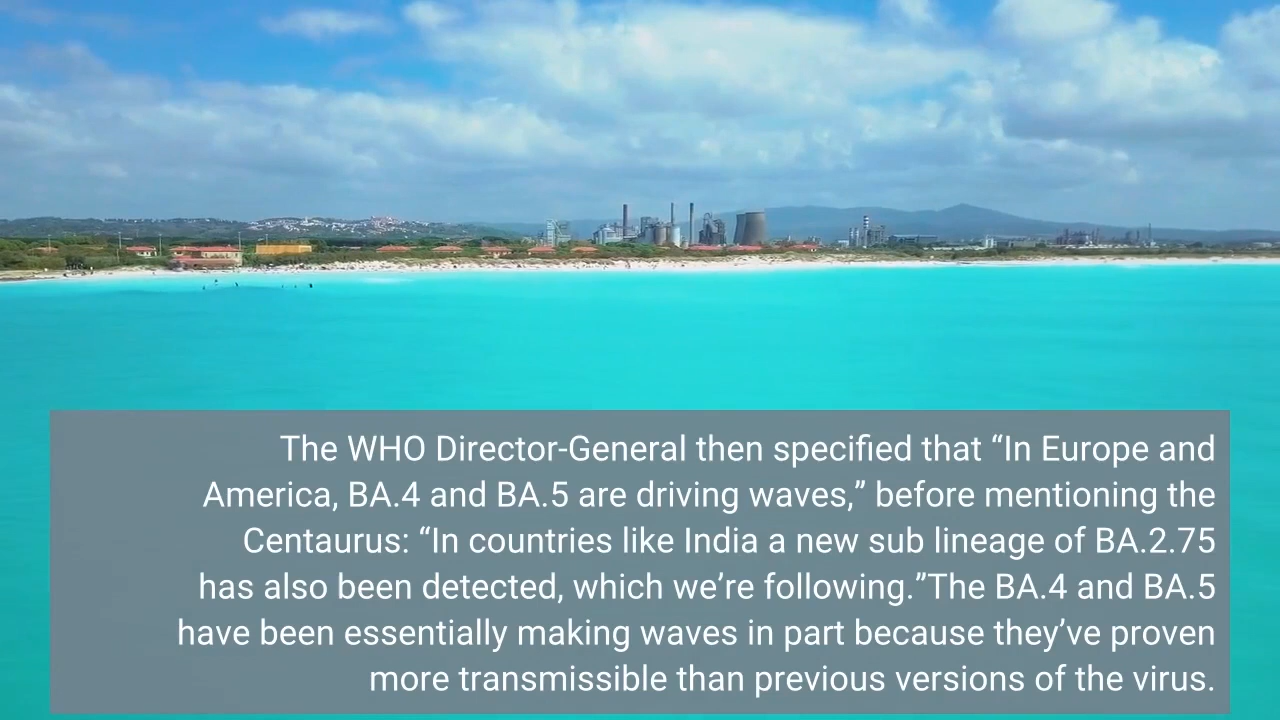 The WHO Director-General then specified that “In Europe and
America, BA.4 and BA.5 are driving waves,” before mentioning the
Centaurus: “In countries like India a new sub lineage of BA.2.75
has also been detected, which we’re following.”The BA.4 and BA.5
have been essentially making waves in part because they’ve proven
more transmissible than previous versions of the virus.